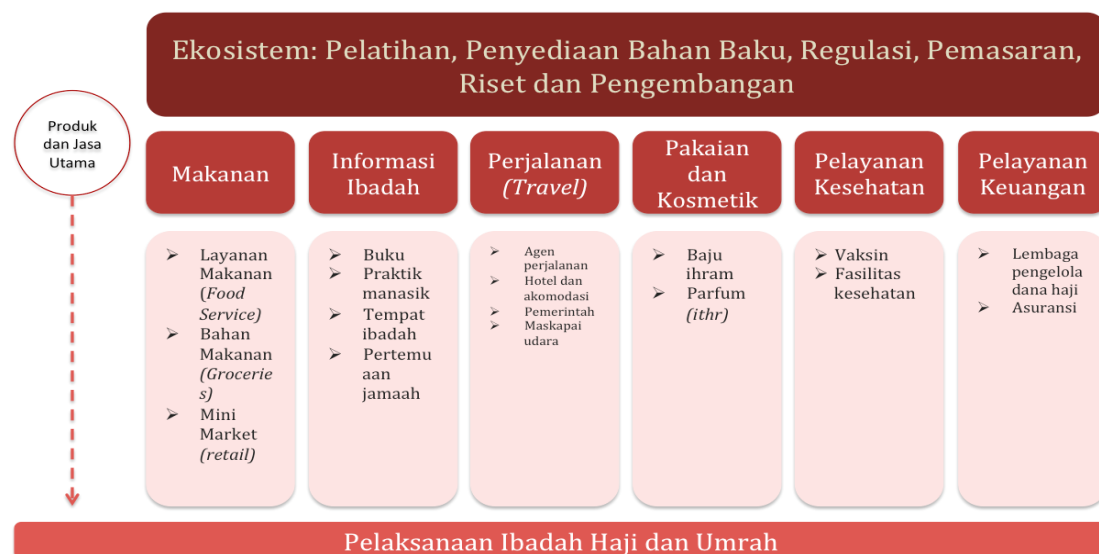 Ekosistem: Pelatihan, Penyediaan Bahan Baku, Regulasi, Pemasaran,
Riset dan Pengembangan
Produk
dan Jasa
Utama
Makanan
Informasi
Ibadah
Perjalanan
(Travel)
Pakaian
dan
Kosmetik
Pelayanan
Kesehatan
Pelayanan
Keuangan
➢ Layanan
Makanan
(Food
Service)
➢ Bahan
Makanan
(Grocerie
s)
➢ Mini
Market
(retail)
➢ Buku
➢ Praktik
manasik
➢ Tempat
ibadah
➢ Pertemu
aan
jamaah
➢ Agen
perjalanan
➢ Hotel dan
akomodasi
➢ Pemerintah
➢ Maskapai
udara
➢ Baju
ihram
➢ Parfum
(ithr)
➢ Vaksin
➢ Fasilitas
kesehatan
➢ Lembaga
pengelola
dana haji
➢ Asuransi
Pelaksanaan Ibadah Haji dan Umrah